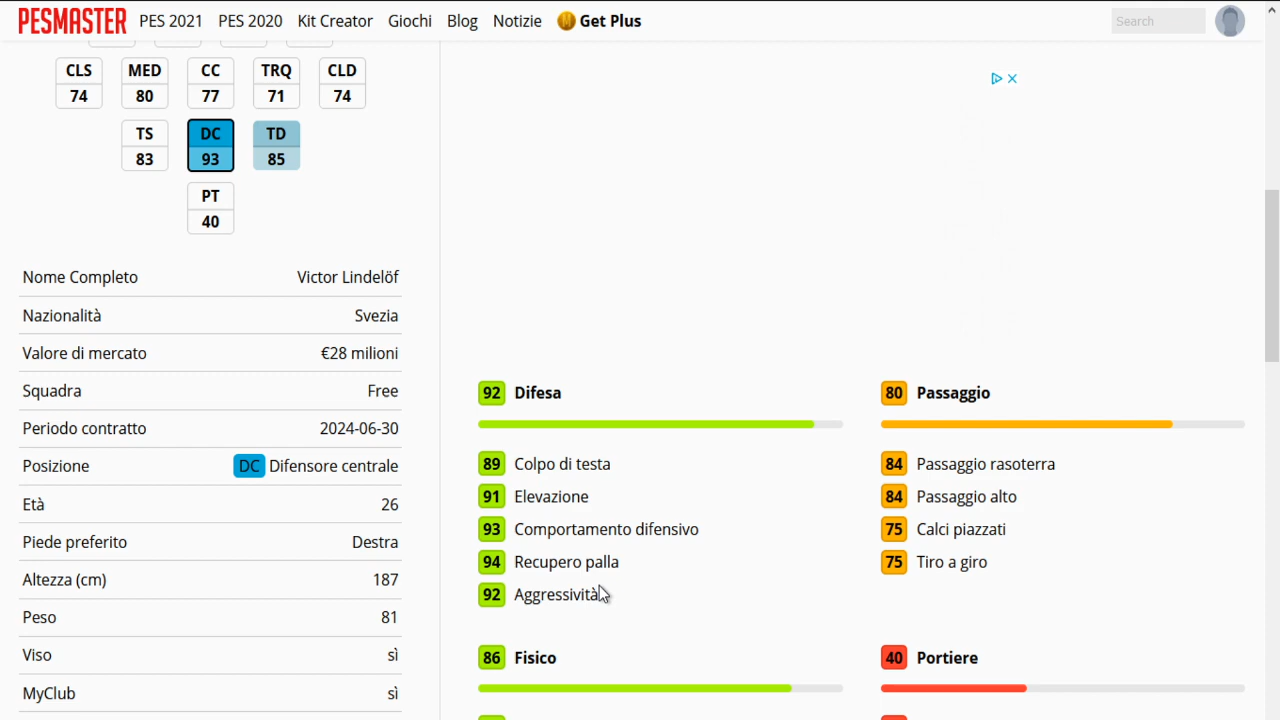 PESMASTER PES 2021 PES 2020 Kit Creator Giochi Blog Notizie Get Plus Search
CLS MED CC TRQ CLD
74 80 77 71 74
TS DC TD
83 93 85
PT
40
Nome Completo Victor Lindelöf
Nazionalità Svezia
Valore di mercato €28 milioni
Squadra Free
Periodo contratto 2024-06-30
Posizione DC Difensore centrale
Età 26
Piede preferito Destra
Altezza (cm) 187
Peso 81
Viso sì
MyClub sì
92 Difesa
89 Colpo di testa
91 Elevazione
93 Comportamento difensivo
94 Recupero palla
92 Aggressività
86 Fisico
80 Passaggio
84 Passaggio rasoterra
84 Passaggio alto
75 Calci piazzati
75 Tiro a giro
40 Portiere